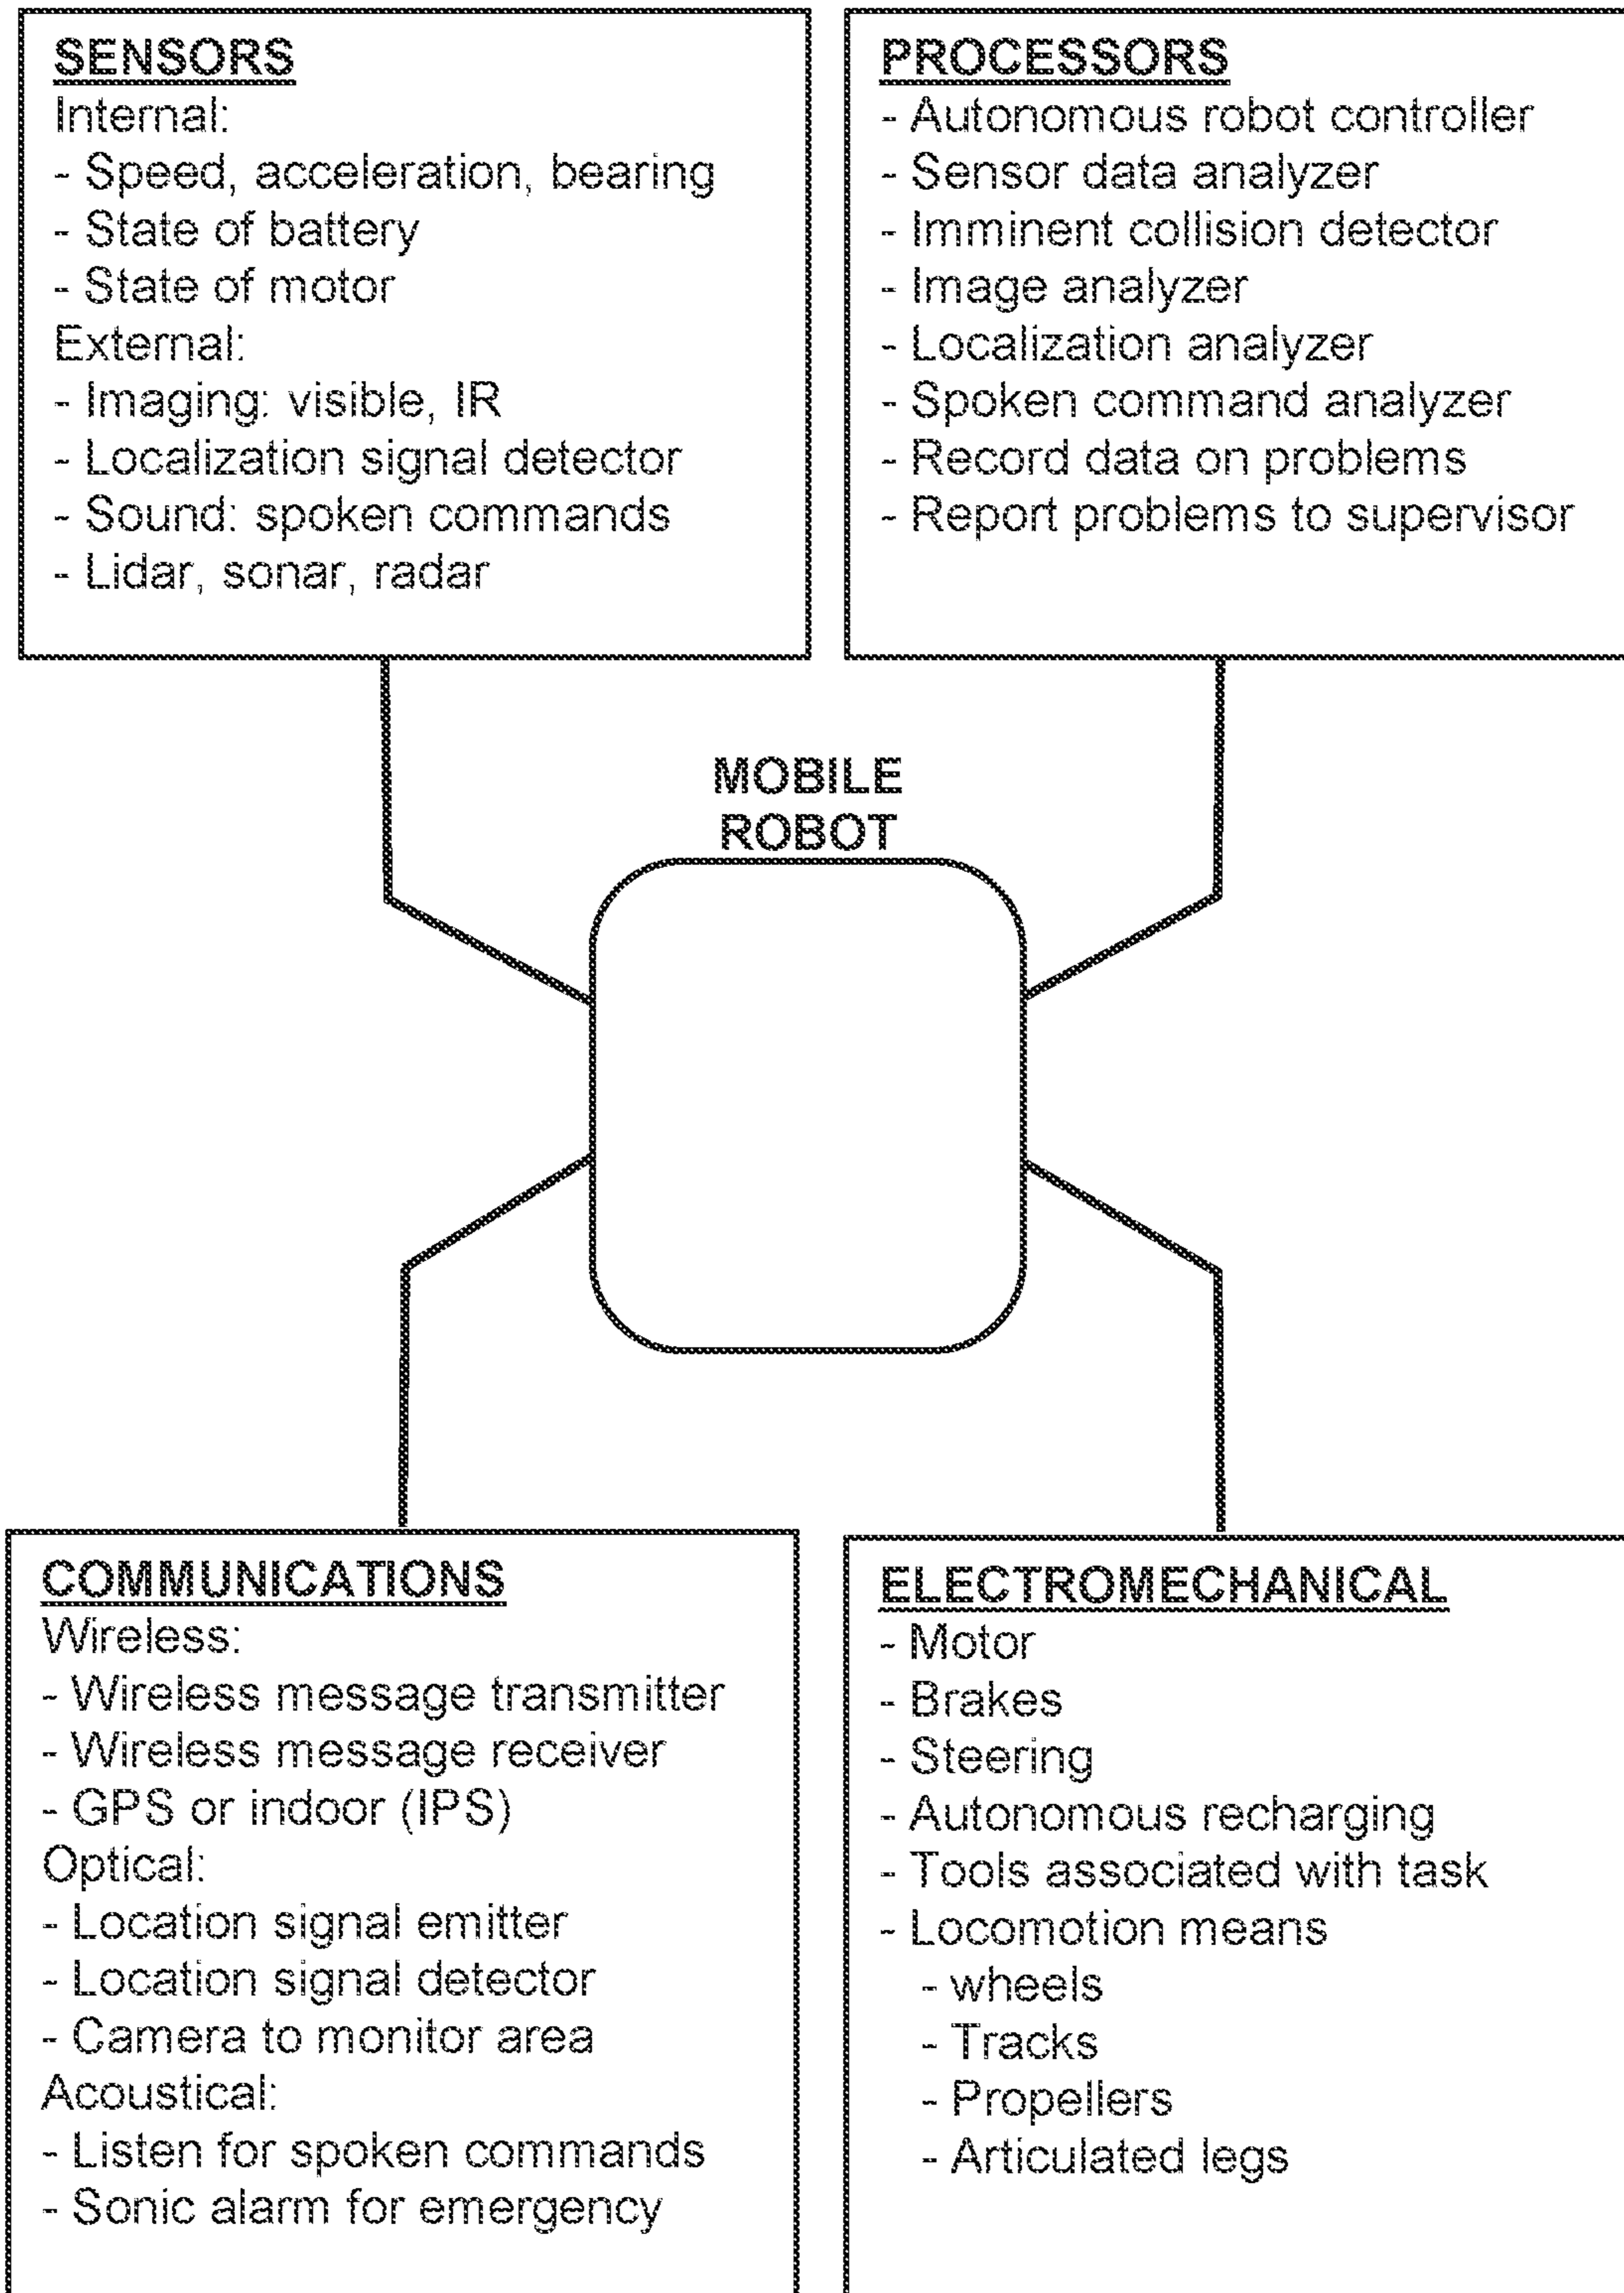 SENSORS
Internal:
- Speed, acceleration, bearing
- State of battery
- State of motor
External:
- Imaging: visible, IR
- Localization signal detector
- Sound: spoken commands
- Lidar, sonar, radar
PROCESSORS
- Autonomous robot controller
- Sensor data analyzer
- Imminent collision detector
- Image analyzer
- Localization analyzer
- Spoken command analyzer
- Record data on problems
- Report problems to supervisor
MOBILE
ROBOT
COMMUNICATIONS
Wireless:
- Wireless message transmitter
- Wireless message receiver
- GPS or indoor (IPS)
Optical:
- Location signal emitter
- Location signal detector
- Camera to monitor area
Acoustical:
- Listen for spoken commands
- Sonic alarm for emergency
ELECTROMECHANICAL
- Motor
- Brakes
- Steering
- Autonomous recharging
- Tools associated with task
- Locomotion means
- wheels
- Tracks
- Propellers
- Articulated legs